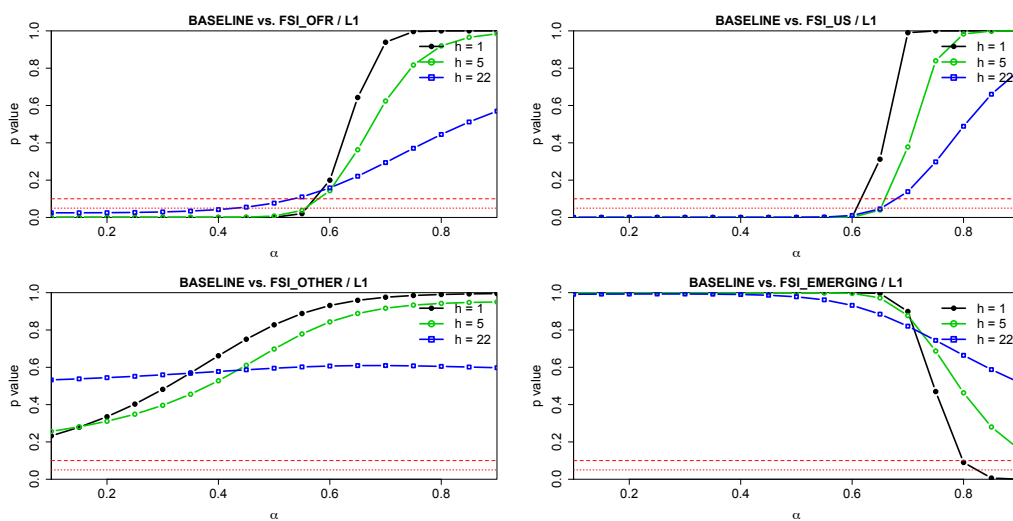 BASELINE vs. FSI_OFR / L1
p value
1.0
0.8
0.6
0.4
0.2
0.0
h = 1
h = 5
h = 22
0.2 0.4 0.6 0.8
α
BASELINE vs. FSI_US / L1
p value
1.0
0.8
0.6
0.4
0.2
0.0
h = 1
h = 5
h = 22
0.2 0.4 0.6 0.8
α
BASELINE vs. FSI_OTHER / L1
p value
1.0
0.8
0.6
0.4
0.2
0.0
h = 1
h = 5
h = 22
0.2 0.4 0.6 0.8
α
BASELINE vs. FSI_EMERGING / L1
p value
1.0
0.8
0.6
0.4
0.2
0.0
h = 1
h = 5
h = 22
0.2 0.4 0.6 0.8
α